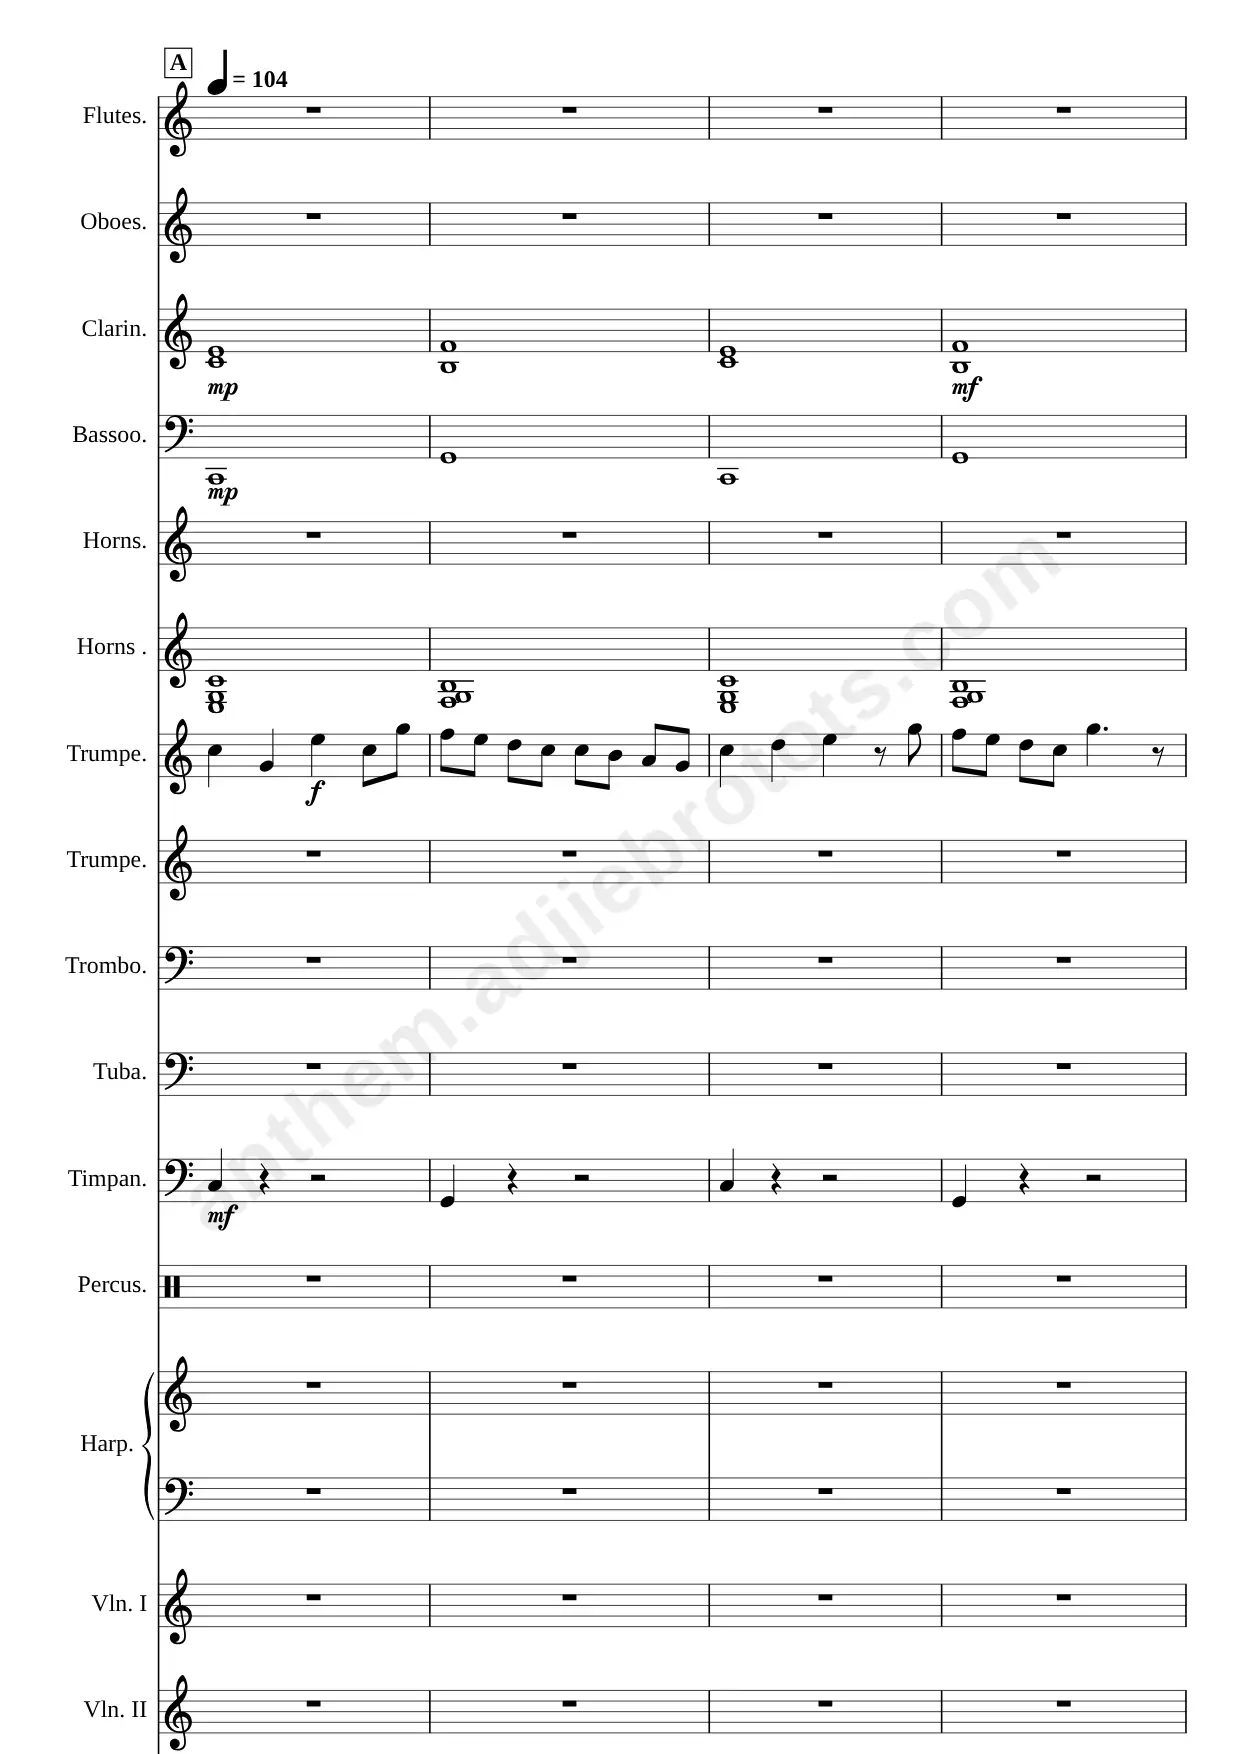 A
= 104
Flutes.
Oboes.
Clarin.
mp
mf
Bassoo.
mp
Horns.
Horns .
Trumpe.
f
Trumpe.
Trombo.
Tuba.
Timpan.
mf
Percus.
Harp.
Vln. I
Vln. II
anthem.adjiebrotots.com